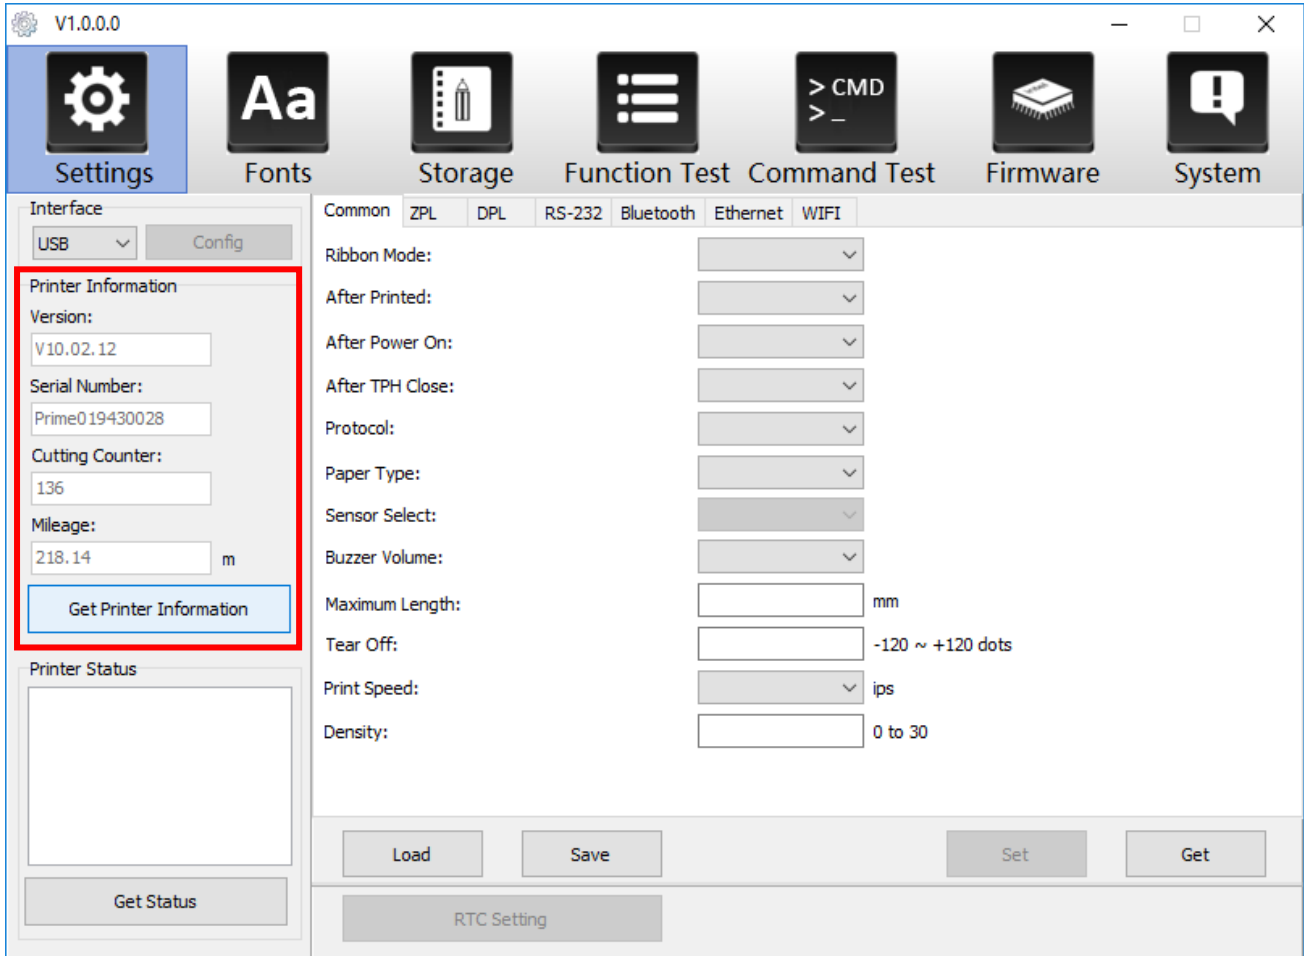 V1.0.0.0
Aa
> CMD
>_
Settings Fonts Storage Function Test Command Test Firmware System
Interface
USB Config
Printer Information
Version:
V10.02.12
Serial Number:
Prime019430028
Cutting Counter:
136
Mileage:
218.14 m
Get Printer Information
Printer Status
Get Status
Common ZPL DPL RS-232 Bluetooth Ethernet WIFI
Ribbon Mode:
After Printed:
After Power On:
After TPH Close:
Protocol:
Paper Type:
Sensor Select:
Buzzer Volume:
Maximum Length: mm
Tear Off: -120 ~ +120 dots
Print Speed: ips
Density: 0 to 30
Load Save Set Get
RTC Setting